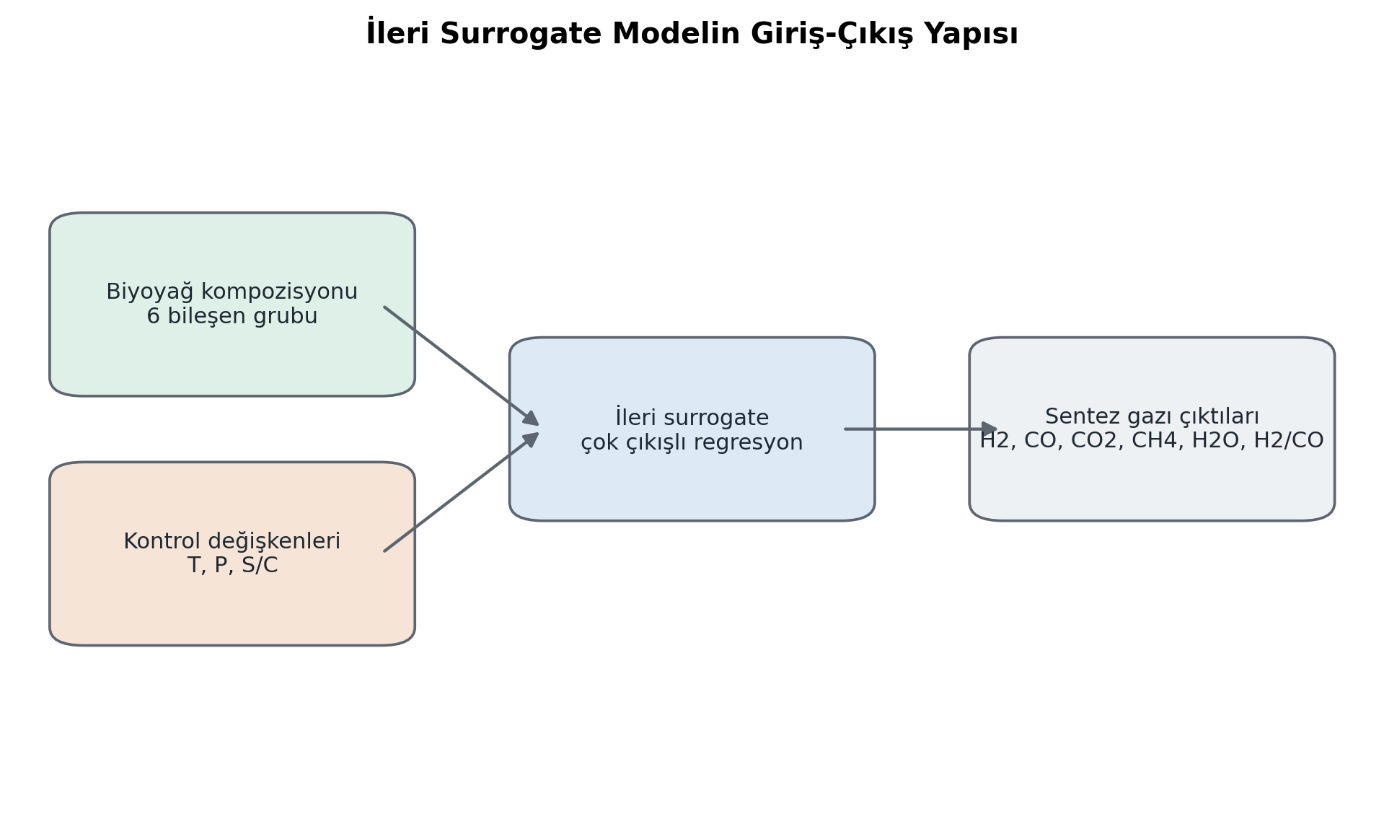 İleri Surrogate Modelin Giriş-Çıkış Yapısı
Biyoyağ kompozisyonu
6 bileşen grubu
Kontrol değişkenleri
T, P, S/C
İleri surrogate
çok çıkışlı regresyon
Sentez gazı çıktıları
H2, CO, CO2, CH4, H2O, H2/CO